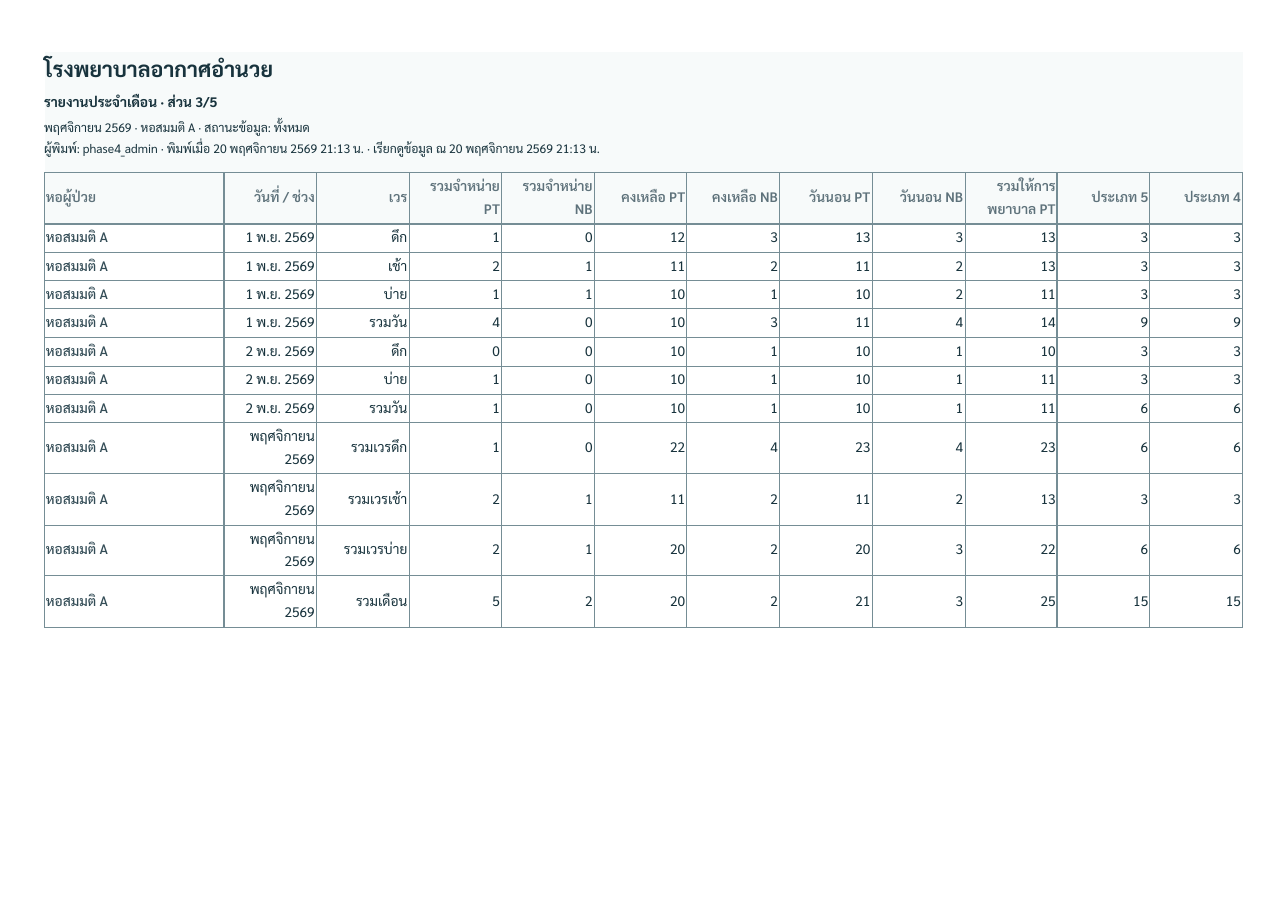 โรงพยาบาลอากาศอำนวย
รายงานประจำเดือน · ส่วน 3/5
พฤศจิกายน 2569 · หอสมมติ A · สถานะข้อมูล: ทั้งหมด
ผู้พิมพ์: phase4_admin · พิมพ์เมื่อ 20 พฤศจิกายน 2569 21:13 น. · เรียกดูข้อมูล ณ 20 พฤศจิกายน 2569 21:13 น.
หอผู้ป่วย วันที่ / ช่วง เวร รวมจำหน่าย PT รวมจำหน่าย NB คงเหลือ PT คงเหลือ NB วันนอน PT วันนอน NB รวมให้การพยาบาล PT ประเภท 5 ประเภท 4
หอสมมติ A 1 พ.ย. 2569 ดึก 1 0 12 3 13 3 13 3 3
หอสมมติ A 1 พ.ย. 2569 เช้า 2 1 11 2 11 2 13 3 3
หอสมมติ A 1 พ.ย. 2569 บ่าย 1 1 10 1 10 2 11 3 3
หอสมมติ A 1 พ.ย. 2569 รวมวัน 4 0 10 3 11 4 14 9 9
หอสมมติ A 2 พ.ย. 2569 ดึก 0 0 10 1 10 1 10 3 3
หอสมมติ A 2 พ.ย. 2569 บ่าย 1 0 10 1 10 1 11 3 3
หอสมมติ A 2 พ.ย. 2569 รวมวัน 1 0 10 1 10 1 11 6 6
หอสมมติ A พฤศจิกายน 2569 รวมเวรดึก 1 0 22 4 23 4 23 6 6
หอสมมติ A พฤศจิกายน 2569 รวมเวรเช้า 2 1 11 2 11 2 13 3 3
หอสมมติ A พฤศจิกายน 2569 รวมเวรบ่าย 2 1 20 2 20 3 22 6 6
หอสมมติ A พฤศจิกายน 2569 รวมเดือน 5 2 20 2 21 3 25 15 15